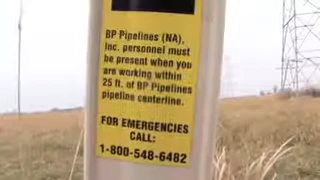 BP Pipelines (NA),
Inc. personnel must
be present when you
are working within
25 ft. of BP Pipelines
pipeline centerline.
FOR EMERGENCIES
CALL:
1-800-548-6482